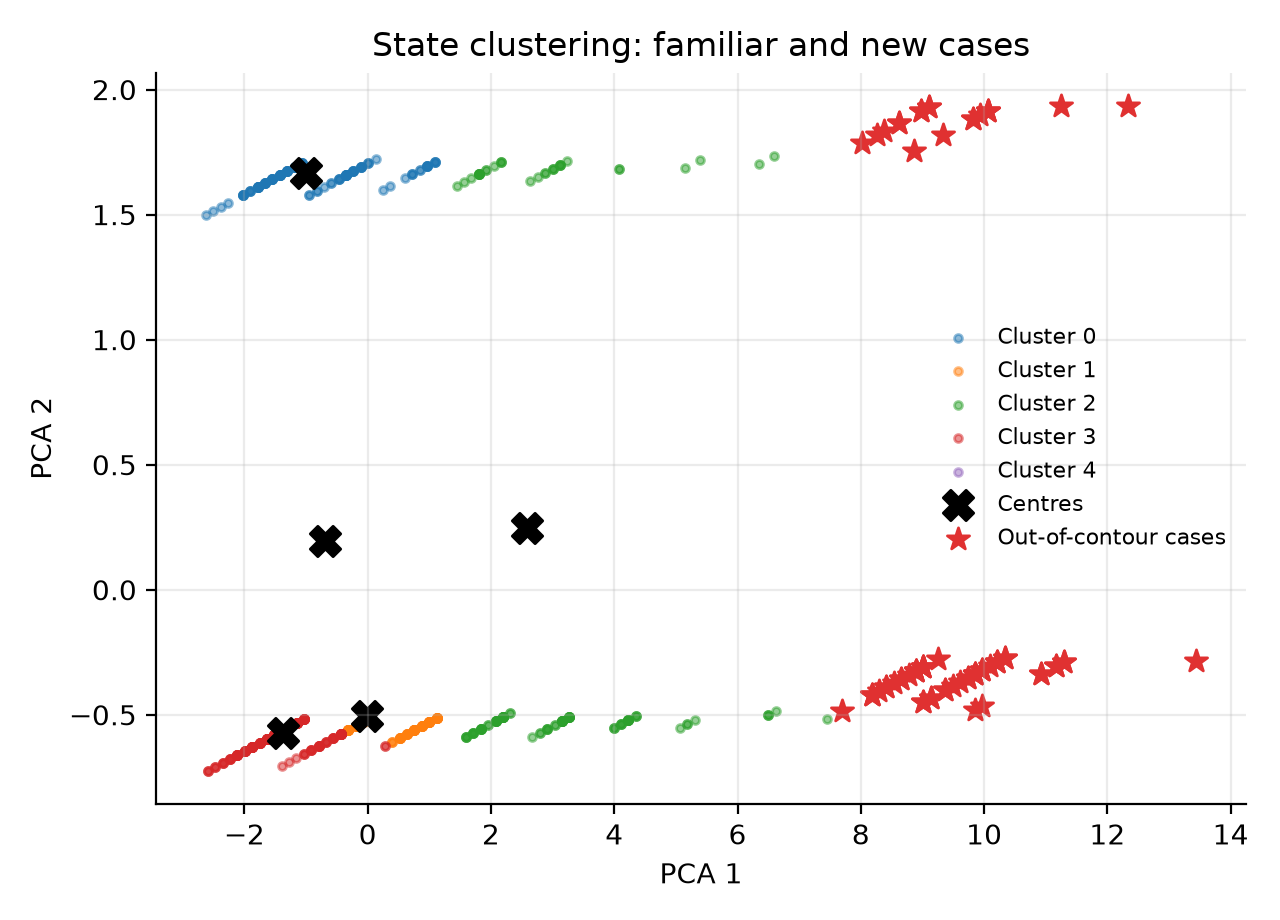 State clustering: familiar and new cases
2.0
1.5
1.0
0.5
0.0
−0.5
PCA 2
Cluster 0
Cluster 1
Cluster 2
Cluster 3
Cluster 4
Centres
Out-of-contour cases
−2 0 2 4 6 8 10 12 14
PCA 1